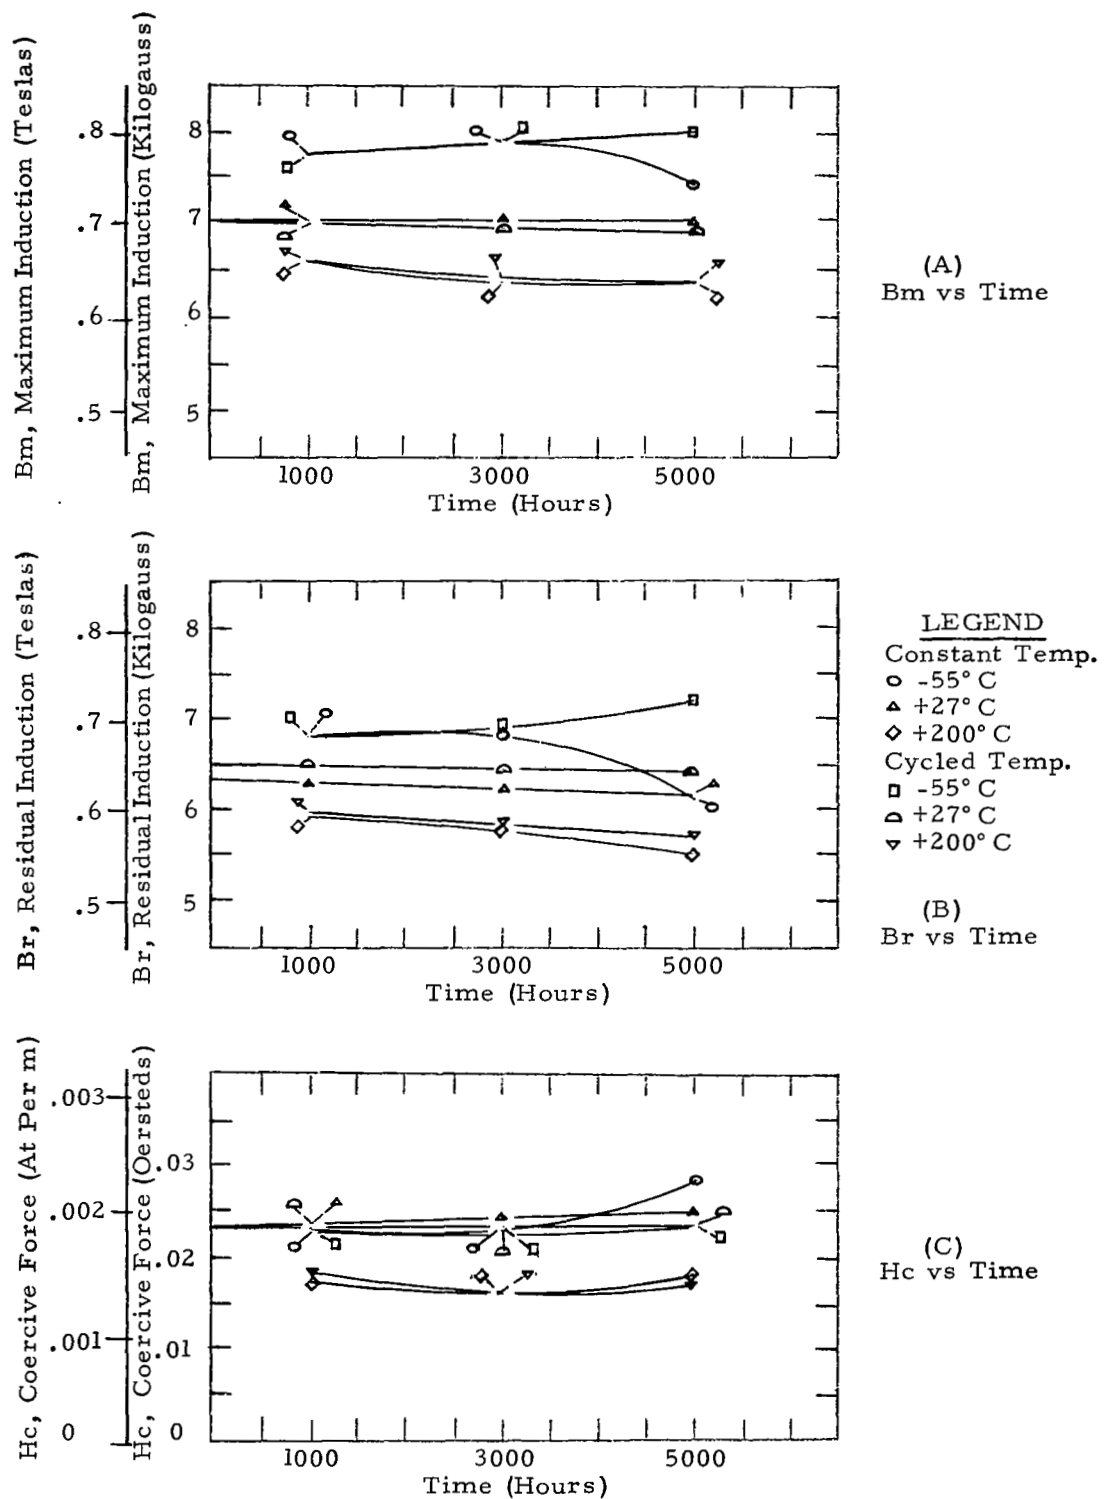 Bm, Maximum Induction (Teslas)
Bm, Maximum Induction (Kilogauss)
.8
.7
.6
.5
8
7
6
5
1000 3000 5000
Time (Hours)
(A)
Bm vs Time
Br, Residual Induction (Teslas)
Br, Residual Induction (Kilogauss)
.8
.7
.6
.5
8
7
6
5
1000 3000 5000
Time (Hours)
LEGEND
Constant Temp.
-55° C
+27° C
+200° C
Cycled Temp.
-55° C
+27° C
+200° C
(B)
Br vs Time
Hc, Coercive Force (At Per m)
Hc, Coercive Force (Oersteds)
.003
.002
.001
0
.03
.02
.01
0
1000 3000 5000
Time (Hours)
(C)
Hc vs Time